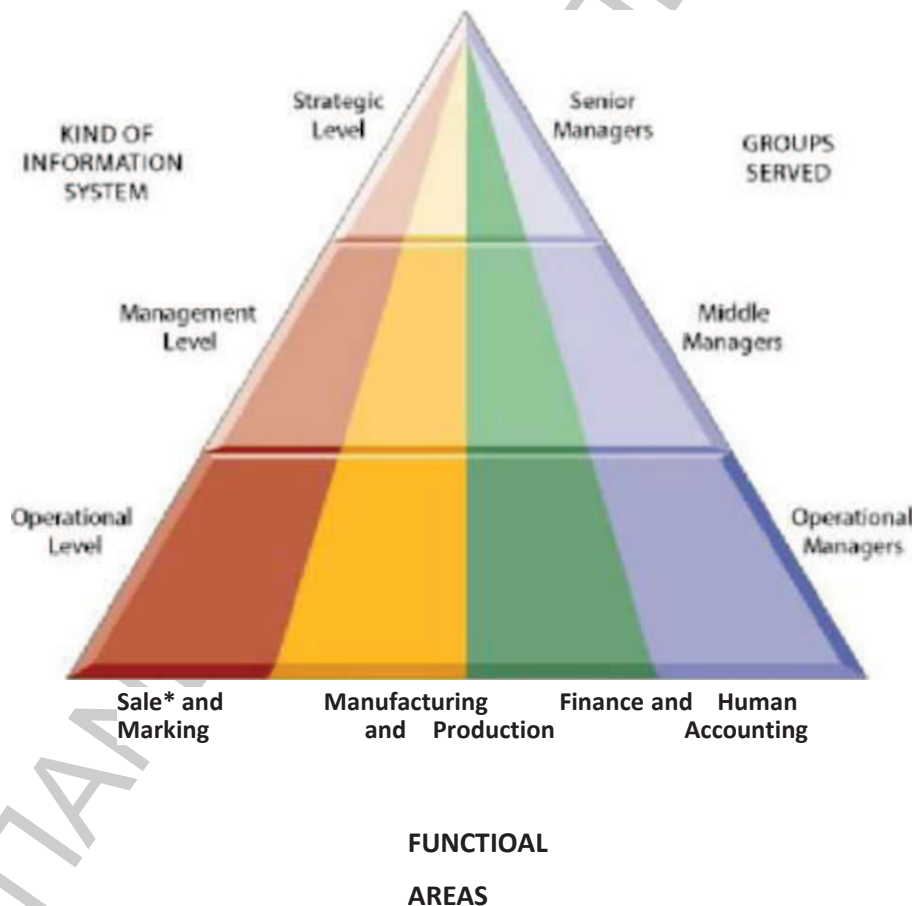 Strategic
Level
Senior
Managers
KIND OF
INFORMATION
SYSTEM
GROUPS
SERVED
Management
Level
Middle
Managers
Operational
Level
Operational
Managers
Sale* and
Marking
Manufacturing
and Production
Finance and Human
Accounting
FUNCTIOAL
AREAS